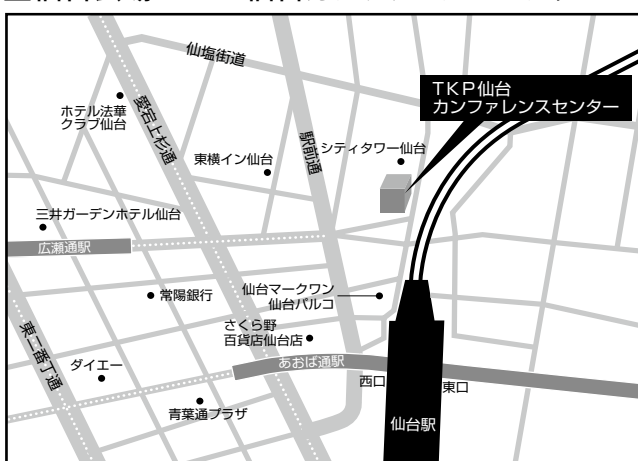 仙塩街道
TKP仙台
カンファレンスセンター
ホテル法華
クラブ仙台
愛宕上杉通
駅前通
シティタワー仙台
東横イン仙台
三井ガーデンホテル仙台
広瀬通駅
常陽銀行
仙台マークワン
仙台パルコ
さくら野
百貨店仙台店
東二番丁通
ダイエー
あおば通駅
西口
東口
青葉通プラザ
仙台駅